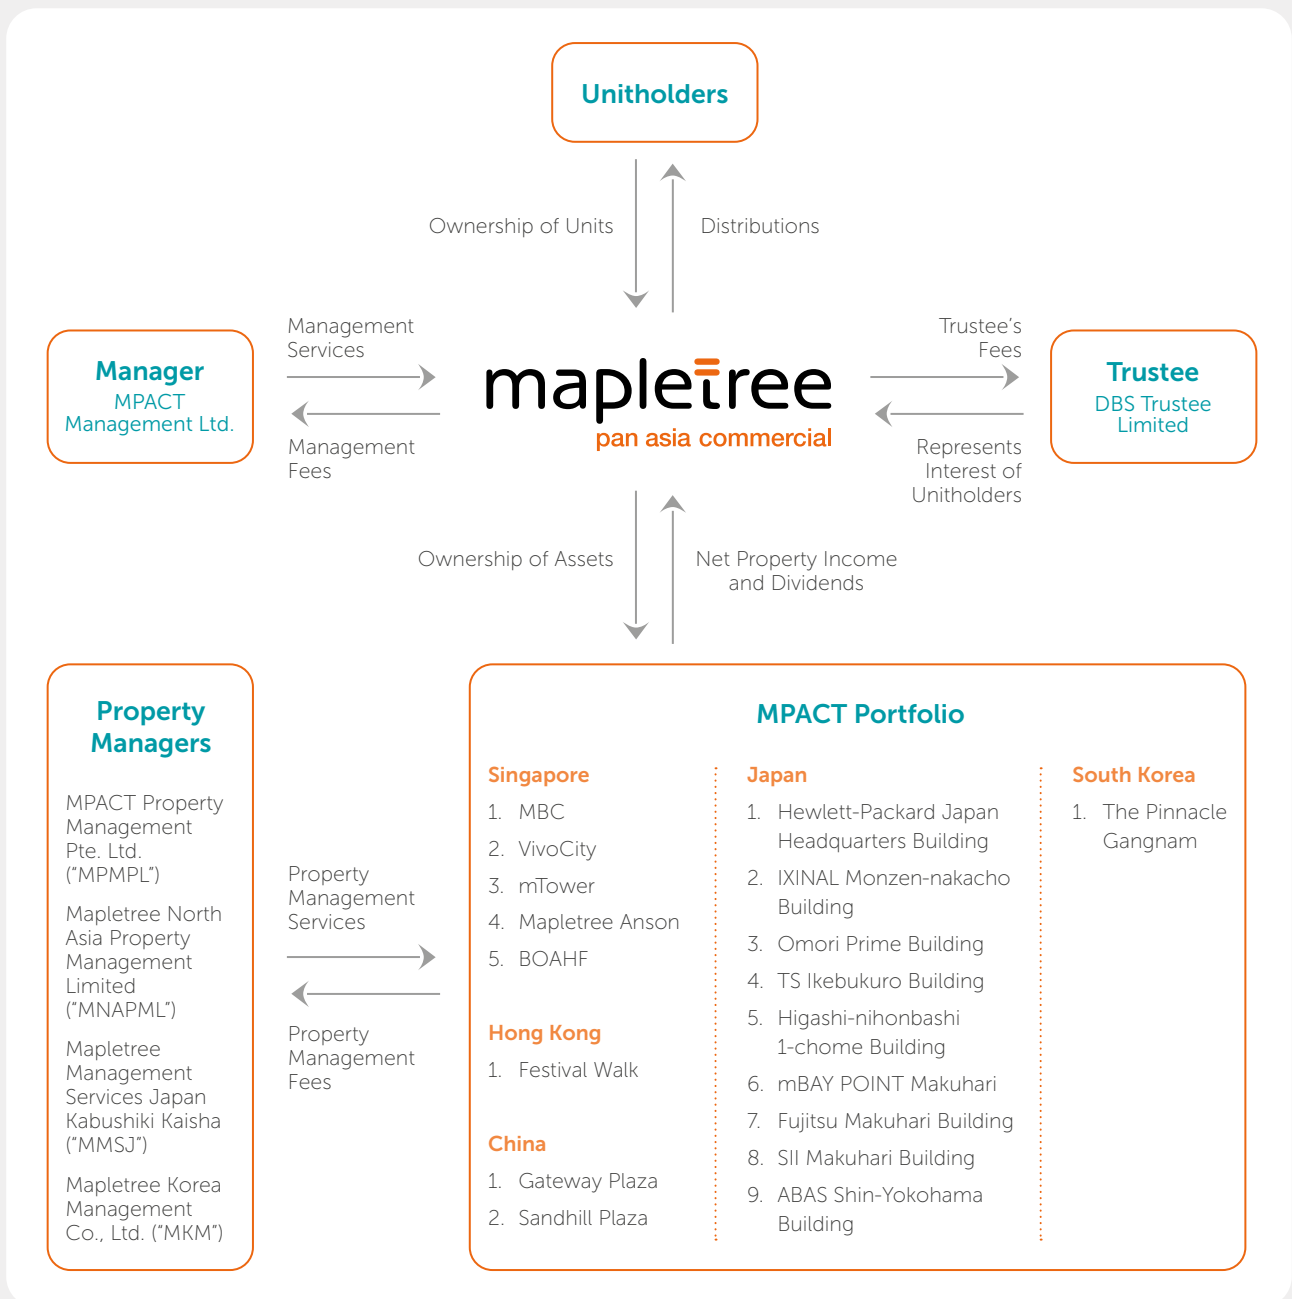 Unitholders
Ownership of Units
Distributions
Manager
MPACT
Management Ltd.
Management
Services
Management
Fees
mapletree
pan asia commercial
Trustee's
Fees
Represents
Interest of
Unitholders
Trustee
DBS Trustee
Limited
Ownership of Assets
Net Property Income
and Dividends
Property
Managers
MPACT Property
Management
Pte. Ltd.
("MPMPL")
Mapletree North
Asia Property
Management
Limited
("MNAPML")
Mapletree
Management
Services Japan
Kabushiki Kaisha
("MMSJ")
Mapletree Korea
Management
Co., Ltd. ("MKM")
Property
Management
Services
Property
Management
Fees
MPACT Portfolio
Singapore
1. MBC
2. VivoCity
3. mTower
4. Mapletree Anson
5. BOAHF
Hong Kong
1. Festival Walk
China
1. Gateway Plaza
2. Sandhill Plaza
Japan
1. Hewlett-Packard Japan
Headquarters Building
2. IXINAL Monzen-nakacho
Building
3. Omori Prime Building
4. TS Ikebukuro Building
5. Higashi-nihonbashi
1-chome Building
6. mBAY POINT Makuhari
7. Fujitsu Makuhari Building
8. SII Makuhari Building
9. ABAS Shin-Yokohama
Building
South Korea
1. The Pinnacle
Gangnam